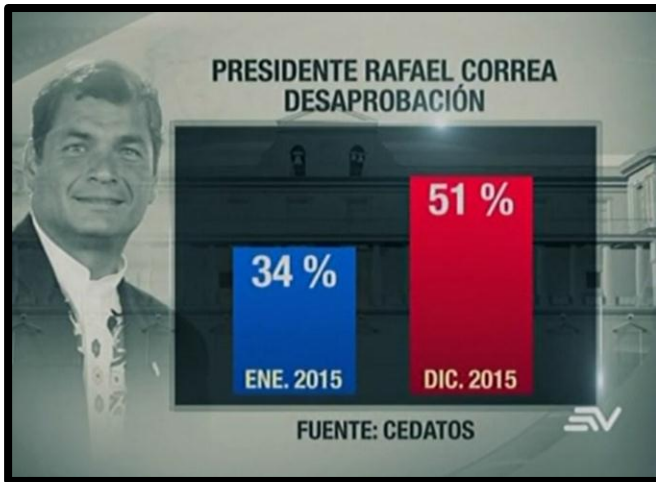 PRESIDENTE RAFAEL CORREA
DESAPROBACIÓN
34 %
51 %
ENE. 2015
DIC. 2015
FUENTE: CEDATOS